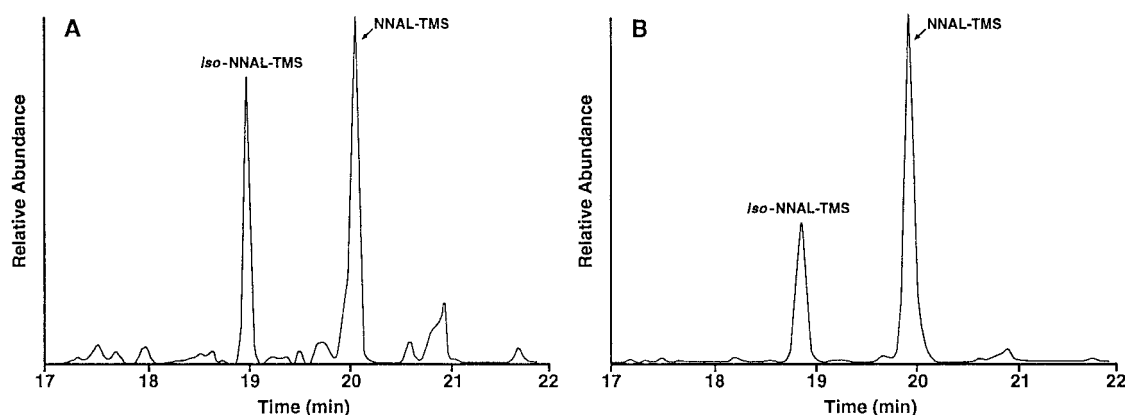 A
NNAL-TMS
iso-NNAL-TMS
Relative Abundance
17 18 19 20 21 22
Time (min)
B
NNAL-TMS
iso-NNAL-TMS
Relative Abundance
17 18 19 20 21 22
Time (min)